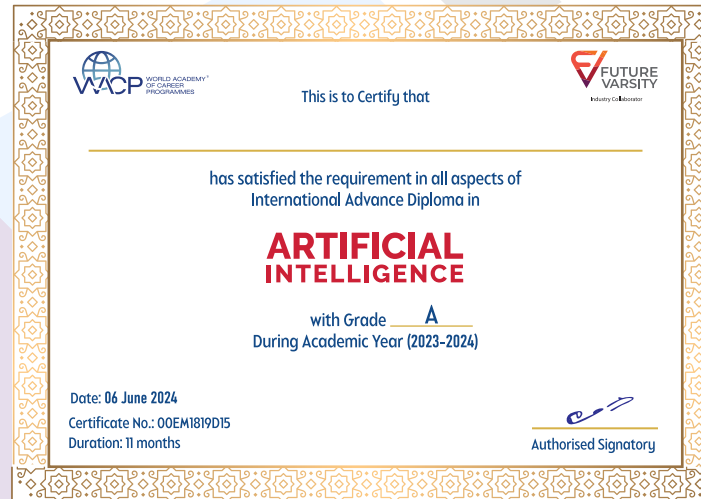 WACP
WORLD ACADEMY
OF CAREER
PROGRAMMES
FUTURE
VARSITY
Industry Collaborator
This is to Certify that
has satisfied the requirement in all aspects of
International Advance Diploma in
ARTIFICIAL
INTELLIGENCE
with Grade A
During Academic Year (2023-2024)
Date: 06 June 2024
Certificate No.: 00EM1819D15
Duration: 11 months
Authorised Signatory